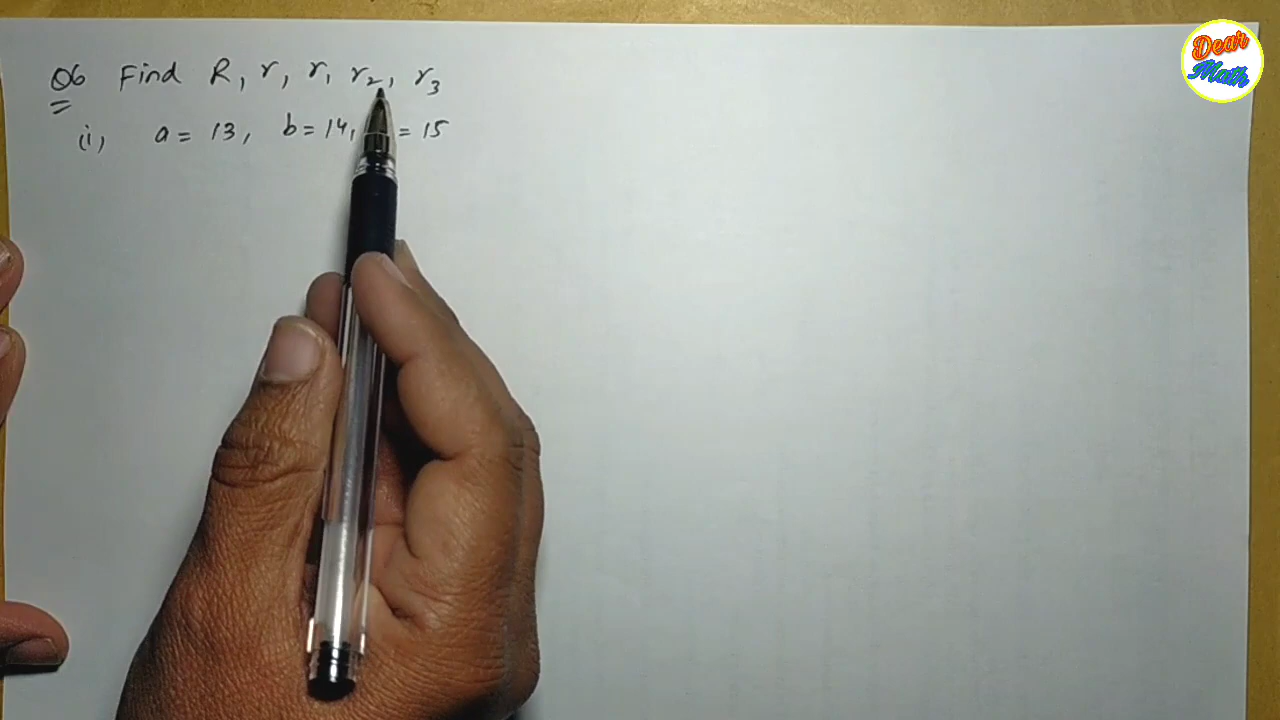 Dear
Math
Q6 Find R, r, r1 r2, r3
(i) a = 13, b = 14, = 15